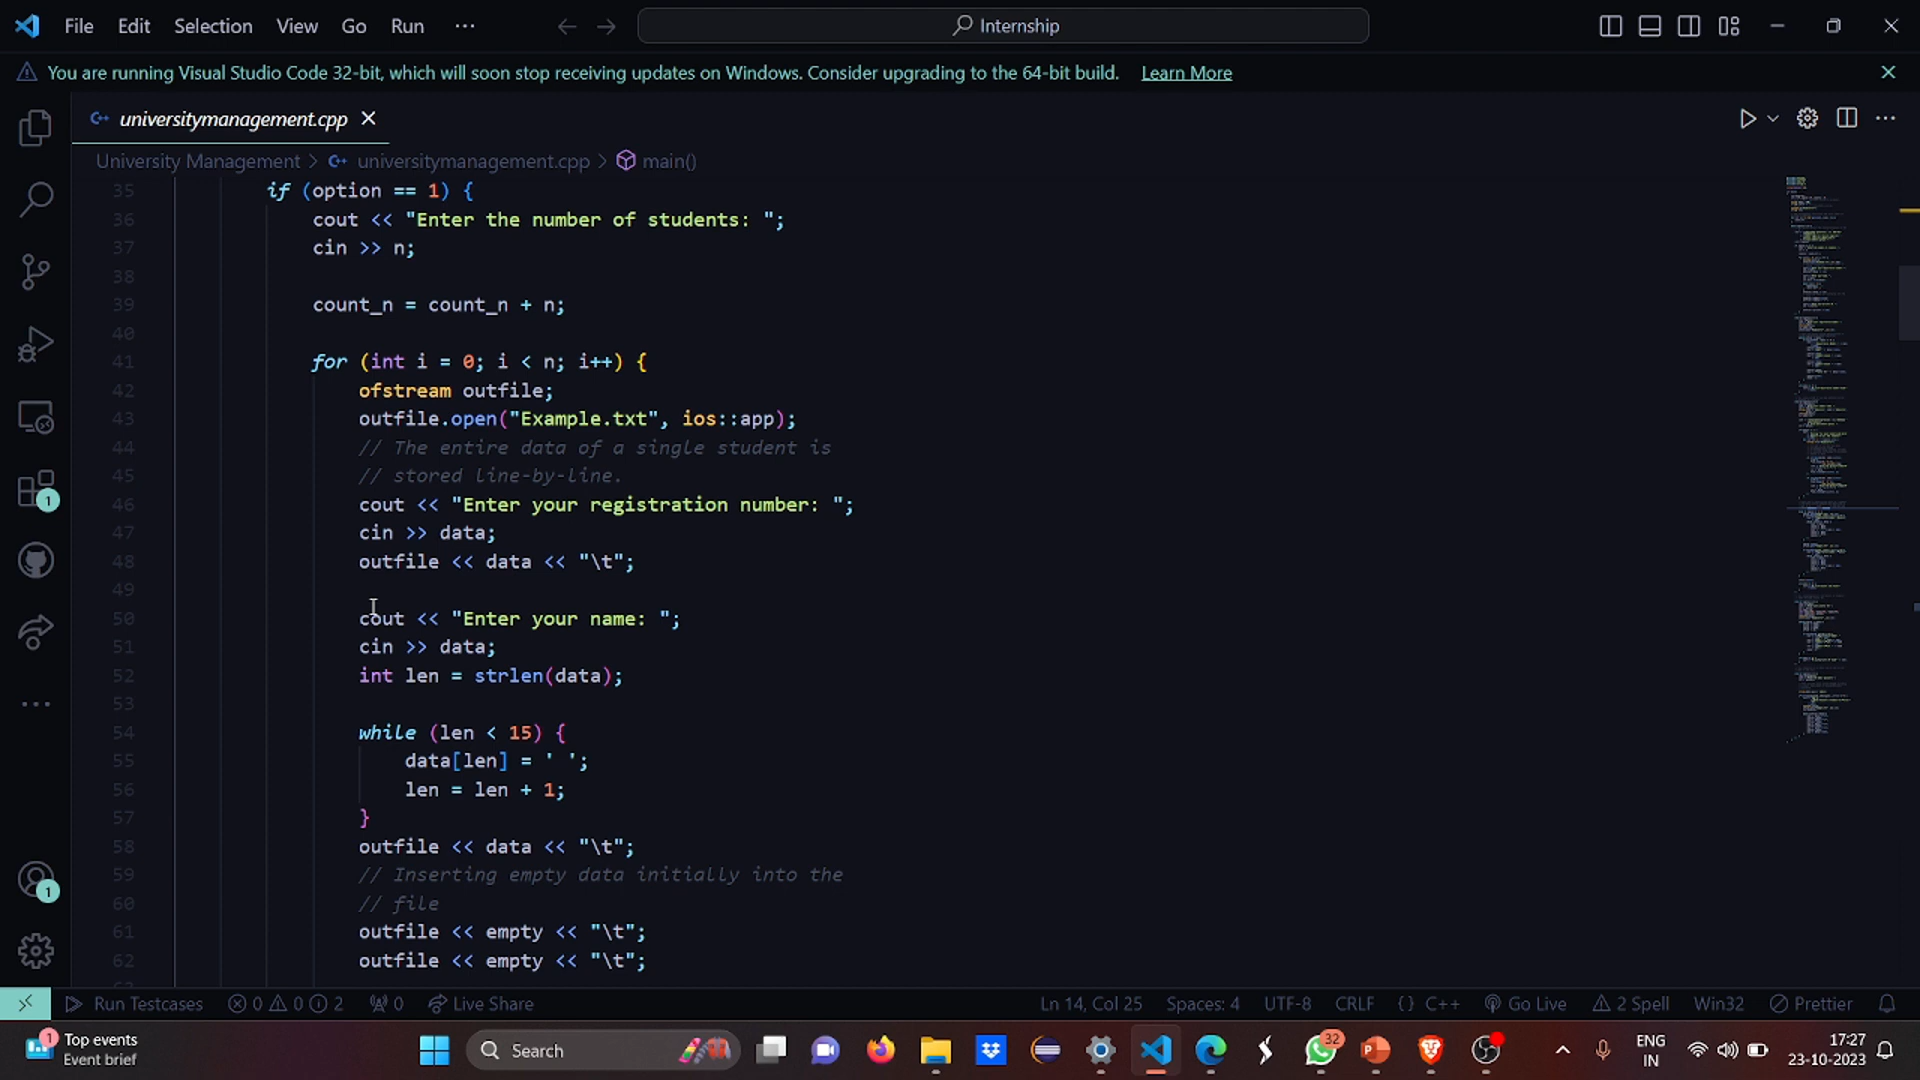 File Edit Selection View Go Run ··· Internship
You are running Visual Studio Code 32-bit, which will soon stop receiving updates on Windows. Consider upgrading to the 64-bit build. Learn More
universitymanagement.cpp
University Management > universitymanagement.cpp > main()
35 if (option == 1) {
36 cout << "Enter the number of students: ";
37 cin >> n;
38
39 count_n = count_n + n;
40
41 for (int i = 0; i < n; i++) {
42 ofstream outfile;
43 outfile.open("Example.txt", ios::app);
44 // The entire data of a single student is
45 // stored line-by-line.
46 cout << "Enter your registration number: ";
47 cin >> data;
48 outfile << data << "\t";
49
50 cout << "Enter your name: ";
51 cin >> data;
52 int len = strlen(data);
53
54 while (len < 15) {
55 data[len] = ' ';
56 len = len + 1;
57 }
58 outfile << data << "\t";
59 // Inserting empty data initially into the
60 // file
61 outfile << empty << "\t";
62 outfile << empty << "\t";
1
1
Run Testcases 0 0 2 0 Live Share Ln 14, Col 25 Spaces: 4 UTF-8 CRLF {} C++ Go Live 2 Spell Win32 Prettier
1 Top events
Event brief
Search
32
ENG
IN
17:27
23-10-2023